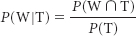 P(W|T) = P(W ∩ T) / P(T)